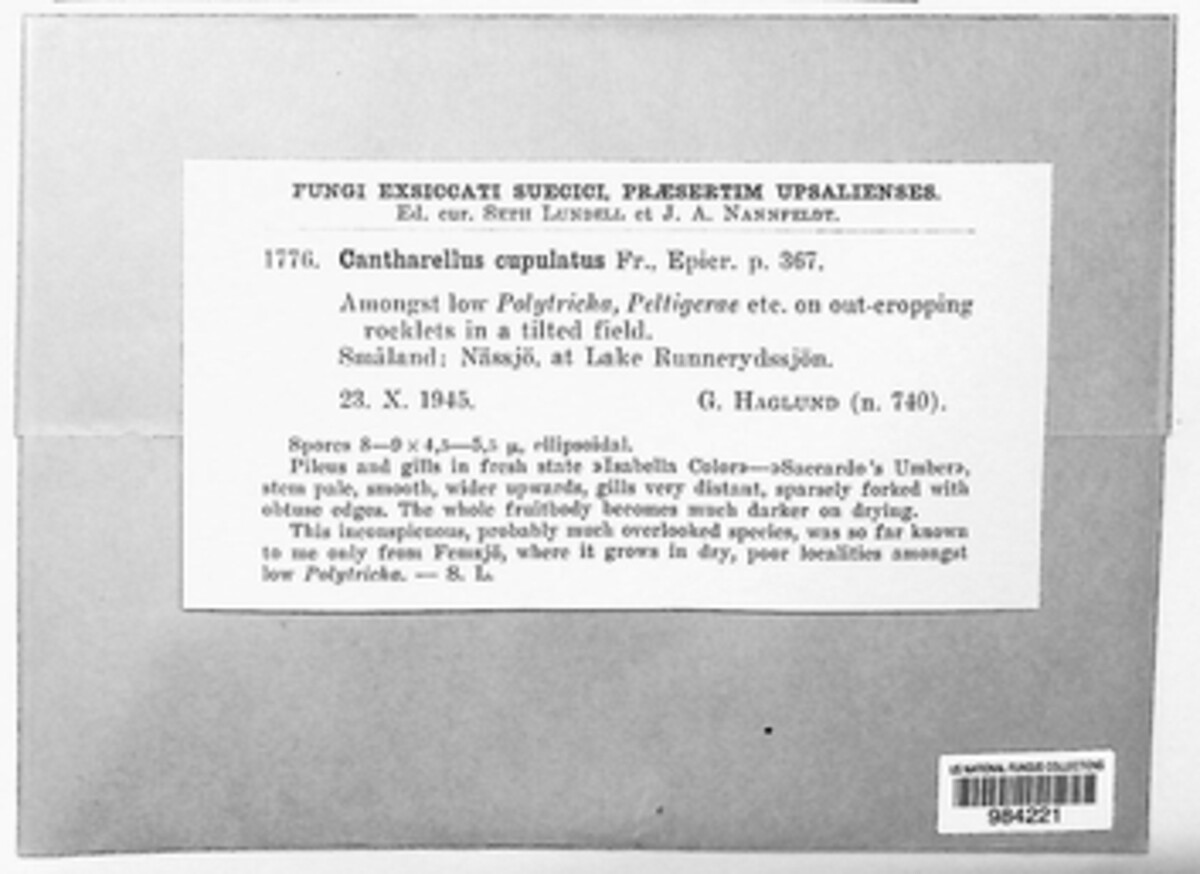 FUNGI EXSICCATI SUECICI, PRÆSERTIM UPSALIENSES.
Ed. cur. SETH LUNDELL et J. A. NANNFELDT.
1776. Cantharellus cupulatus Fr., Epicr. p. 367.
Amongst low Polytricha, Peltigerae etc. on out-cropping
rocklets in a tilted field.
Småland: Nässjö, at Lake Runnerydssjön.
23. X. 1945. G. HAGLUND (n. 740).
Spores 8—9 × 4,5—5,5 µ, ellipsoidal.
Pileus and gills in fresh state »Isabella Color»—»Saccardo's Umber»,
stem pale, smooth, wider upwards, gills very distant, sparsely forked with
obtuse edges. The whole fruitbody becomes much darker on drying.
This inconspicuous, probably much overlooked species, was so far known
to me only from Femsjö, where it grows in dry, poor localities amongst
low Polytricha. — S. L.
US NATIONAL FUNGUS COLLECTIONS
984221